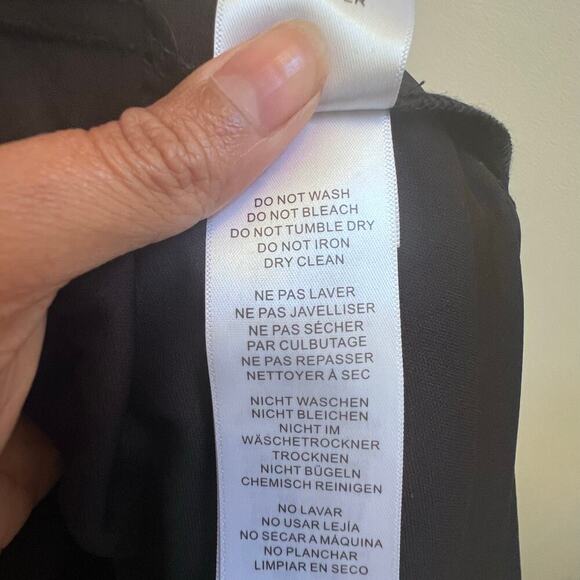 DO NOT WASH
DO NOT BLEACH
DO NOT TUMBLE DRY
DO NOT IRON
DRY CLEAN
NE PAS LAVER
NE PAS JAVELLISER
NE PAS SÉCHER
PAR CULBUTAGE
NE PAS REPASSER
NETTOYER À SEC
NICHT WASCHEN
NICHT BLEICHEN
NICHT IM
WÄSCHETROCKNER
TROCKNEN
NICHT BÜGELN
CHEMISCH REINIGEN
NO LAVAR
NO USAR LEJÍA
NO SECAR A MÁQUINA
NO PLANCHAR
LIMPIAR EN SECO